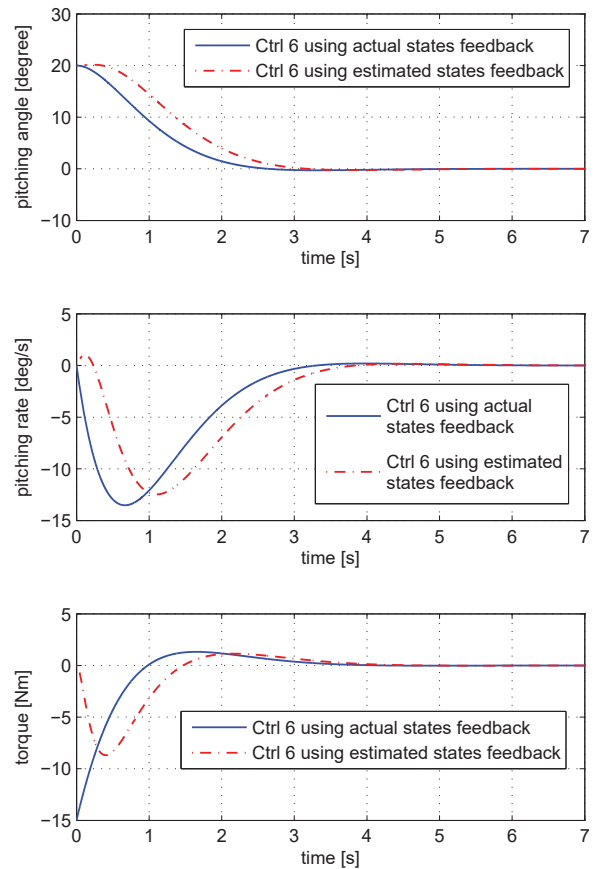 30
20
10
0
−10
pitching angle [degree]
Ctrl 6 using actual states feedback
Ctrl 6 using estimated states feedback
0 1 2 3 4 5 6 7
time [s]
5
0
−5
−10
−15
pitching rate [deg/s]
Ctrl 6 using actual
states feedback
Ctrl 6 using estimated
states feedback
0 1 2 3 4 5 6 7
time [s]
5
0
−5
−10
−15
torque [Nm]
Ctrl 6 using actual states feedback
Ctrl 6 using estimated states feedback
0 1 2 3 4 5 6 7
time [s]